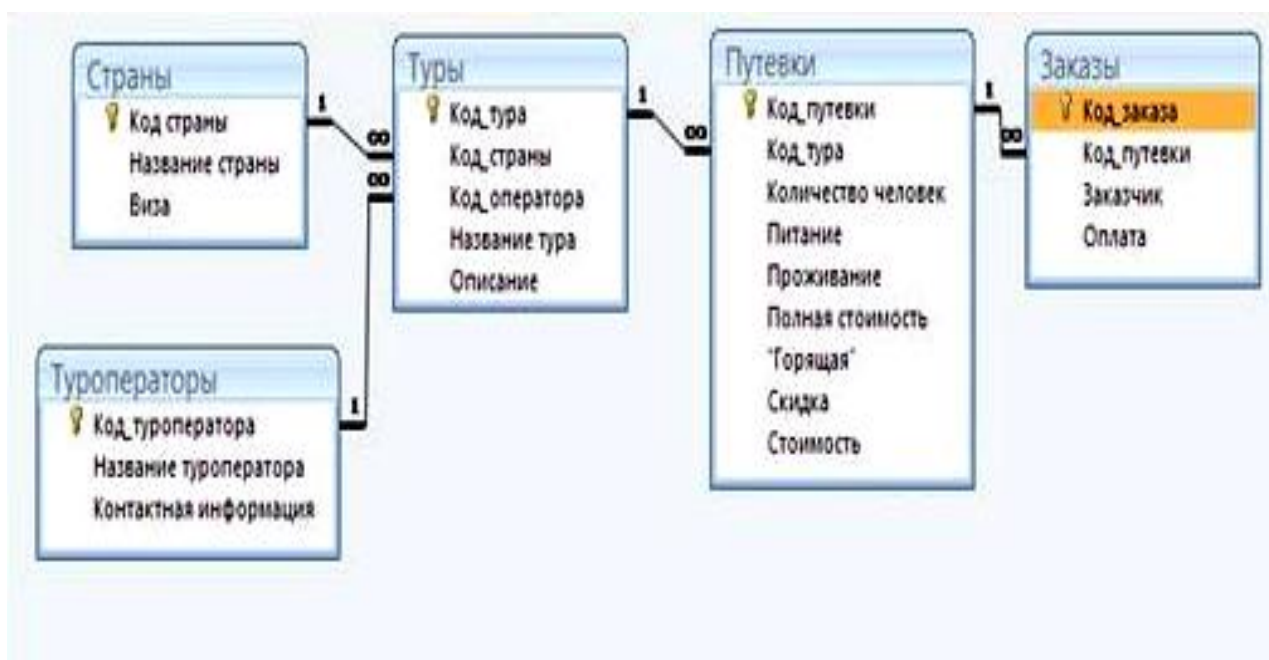 Страны
Код страны
Название страны
Виза
1
∞
Туры
Код_тура
Код_страны
Код_оператора
Название тура
Описание
∞
1
∞
Путевки
Код_путевки
Код_тура
Количество человек
Питание
Проживание
Полная стоимость
"Горящая"
Скидка
Стоимость
1
∞
Заказы
Код_заказа
Код_путевки
Заказчик
Оплата
Туроператоры
Код_туроператора
Название туроператора
Контактная информация
1